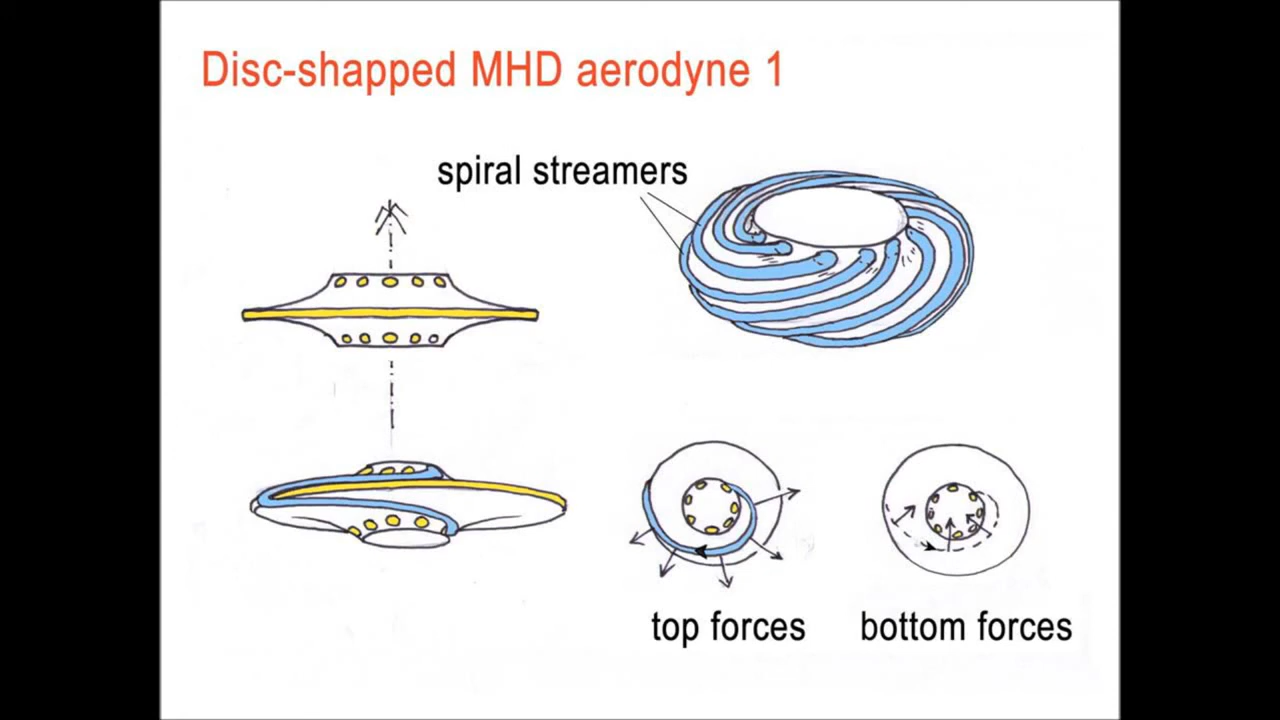 Disc-shapped MHD aerodyne 1
spiral streamers
top forces
bottom forces